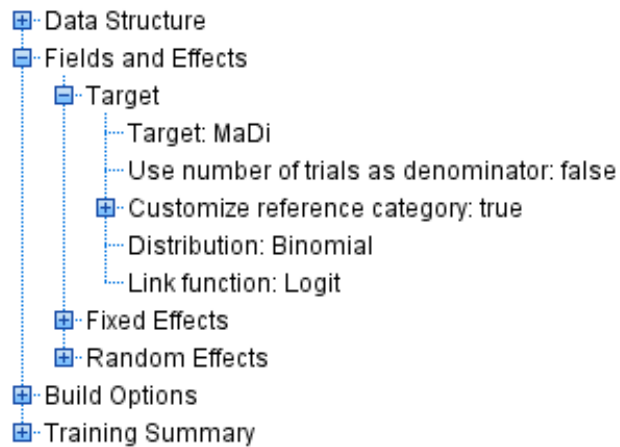 Data Structure
Fields and Effects
Target
Target: MaDi
Use number of trials as denominator: false
Customize reference category: true
Distribution: Binomial
Link function: Logit
Fixed Effects
Random Effects
Build Options
Training Summary